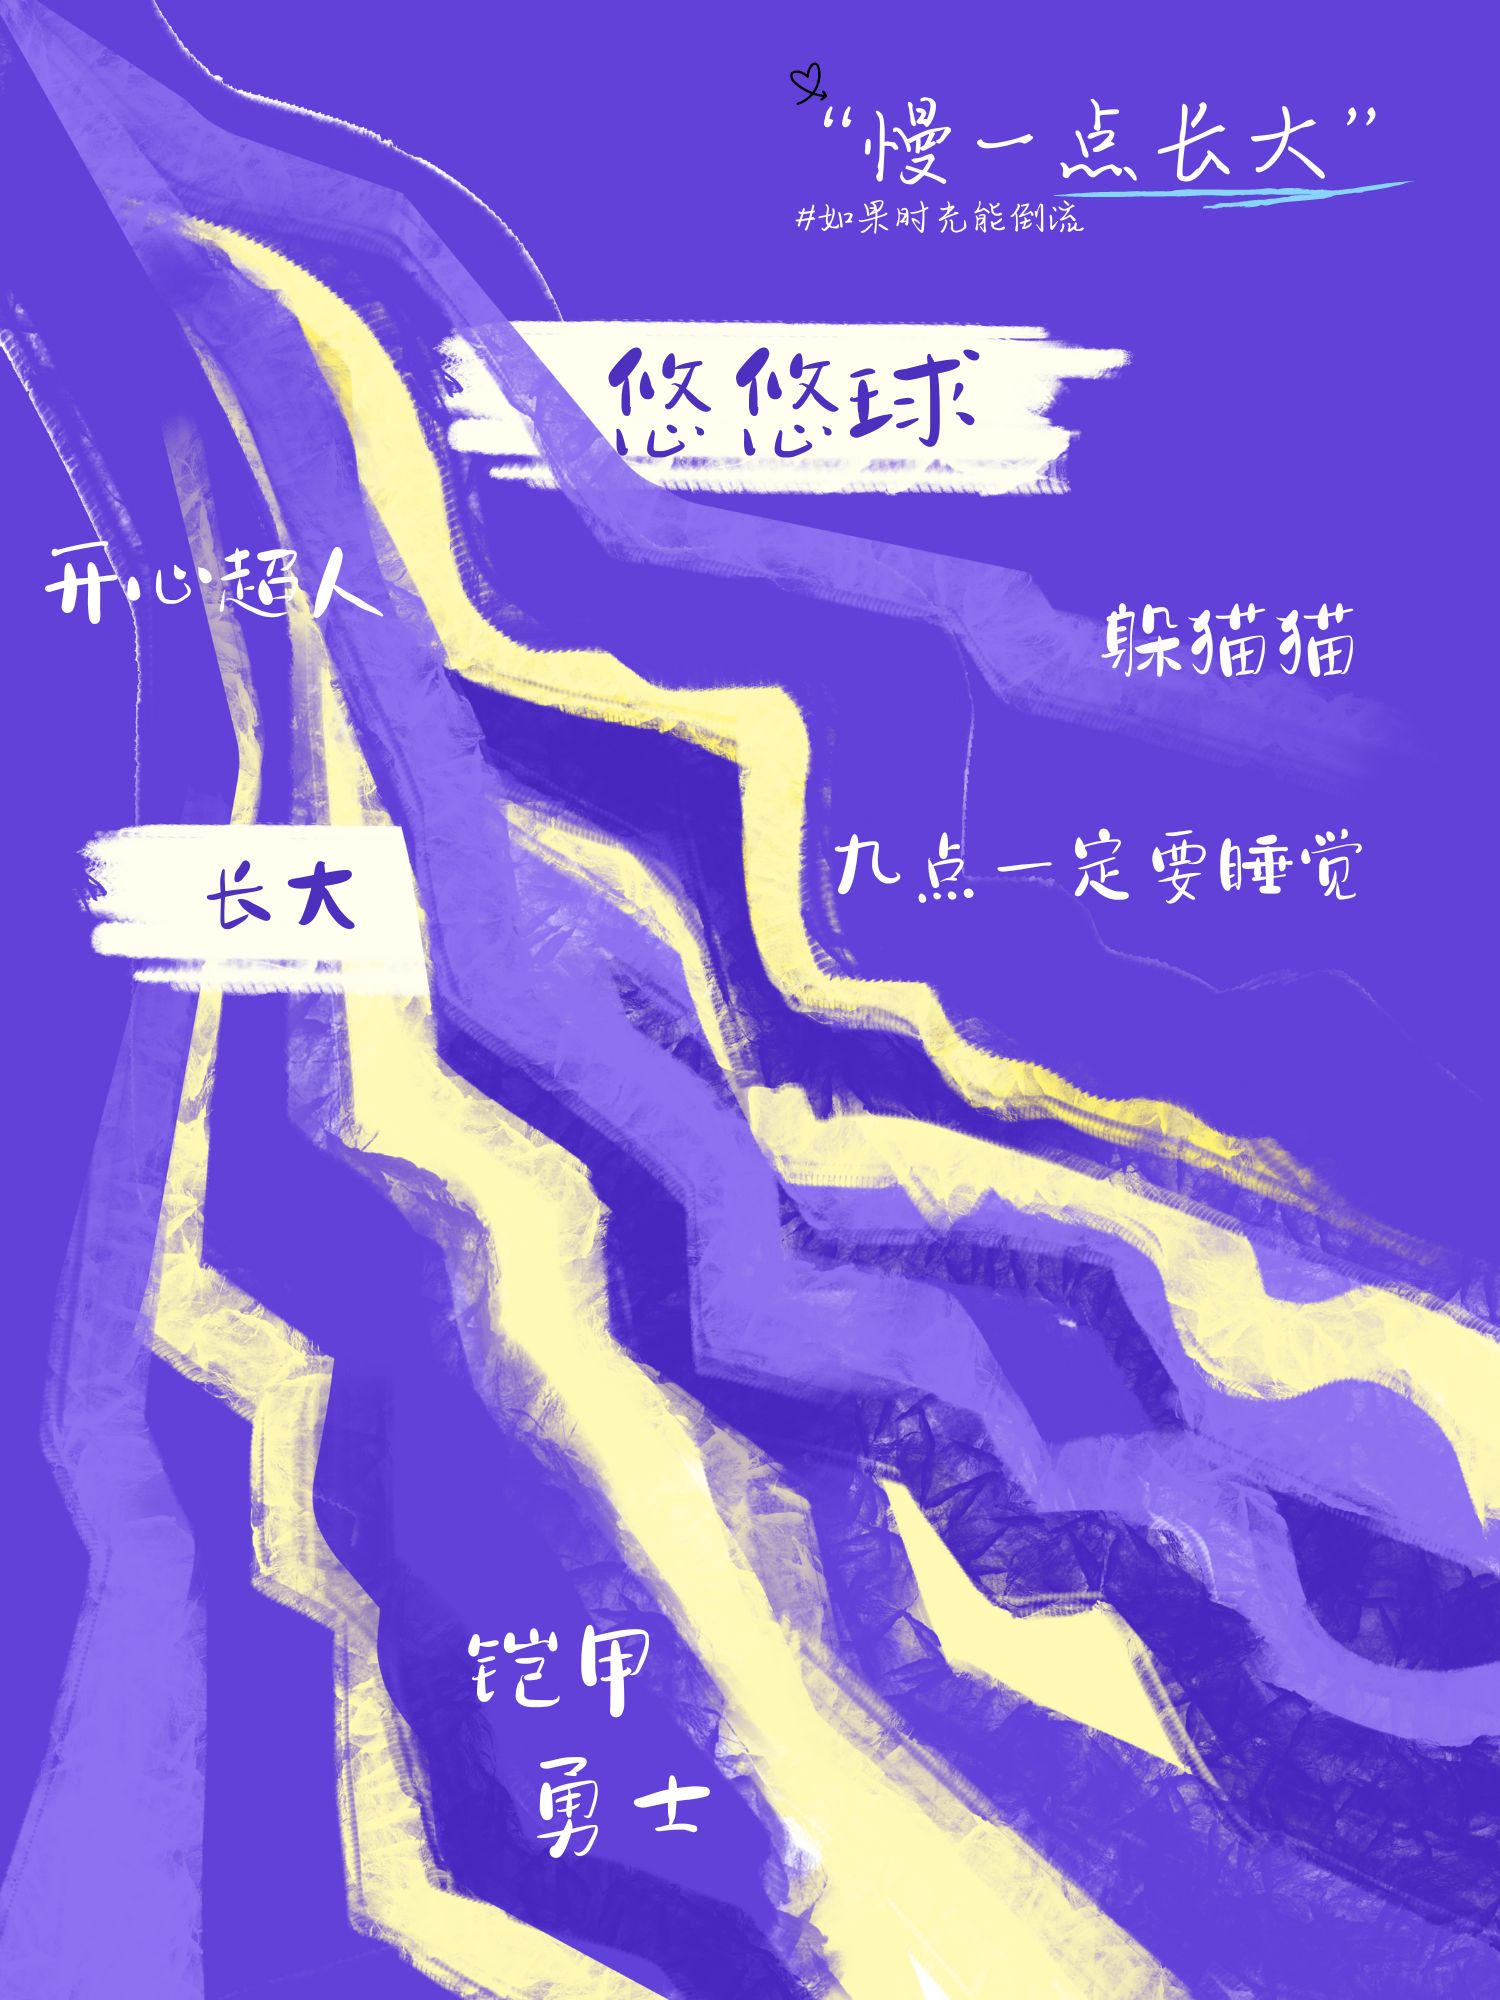 “慢一点长大”
#如果时光能倒流
悠悠球
开心超人
躲猫猫
九点一定要睡觉
长大
铠甲
勇士